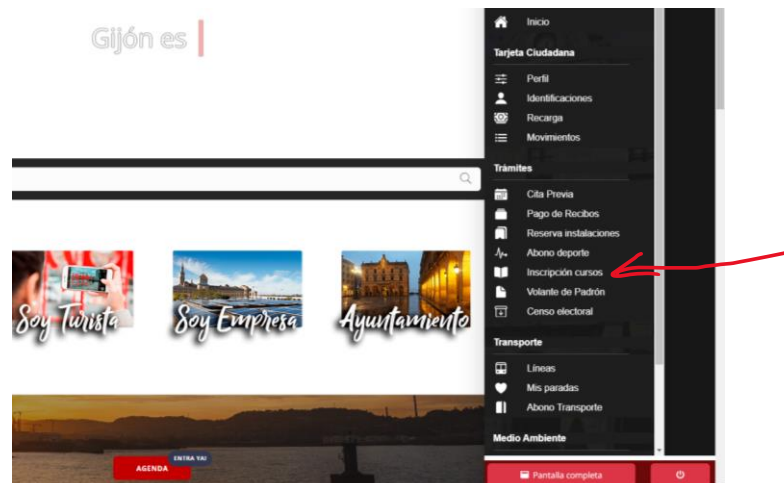 Gijón es
Inicio
Tarjeta Ciudadana
Perfil
Identificaciones
Recarga
Movimientos
Trámites
Cita Previa
Pago de Recibos
Reserva instalaciones
Abono deporte
Inscripción cursos
Volante de Padrón
Censo electoral
Transporte
Líneas
Mis paradas
Abono Transporte
Medio Ambiente
Pantalla completa
Soy Turista
Soy Empresa
Ayuntamiento
ENTRA YA!
AGENDA